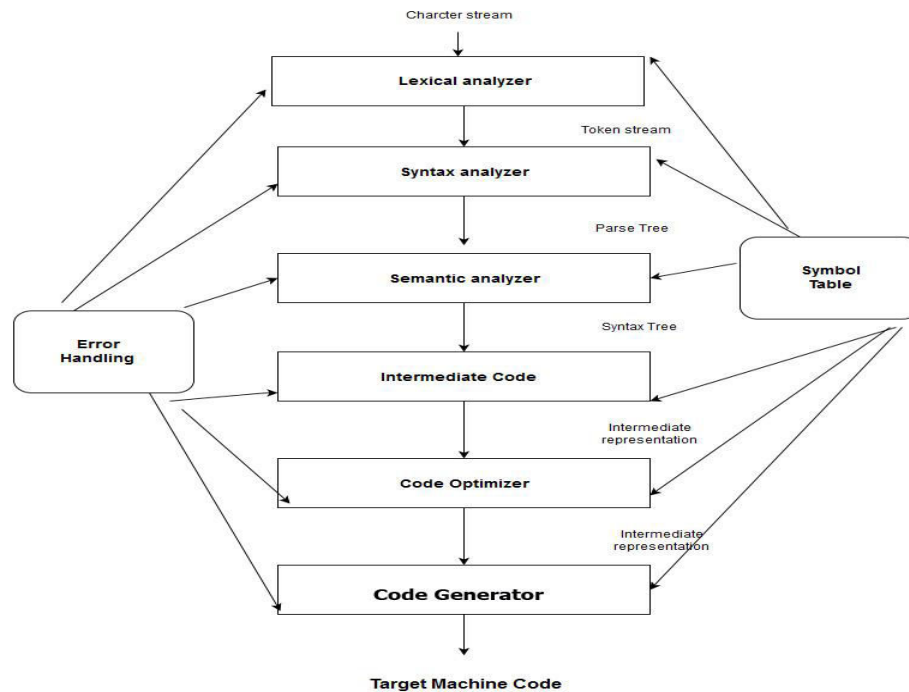 Charcter stream
Lexical analyzer
Token stream
Syntax analyzer
Parse Tree
Semantic analyzer
Symbol
Table
Syntax Tree
Error
Handling
Intermediate Code
Intermediate
representation
Code Optimizer
Intermediate
representation
Code Generator
Target Machine Code